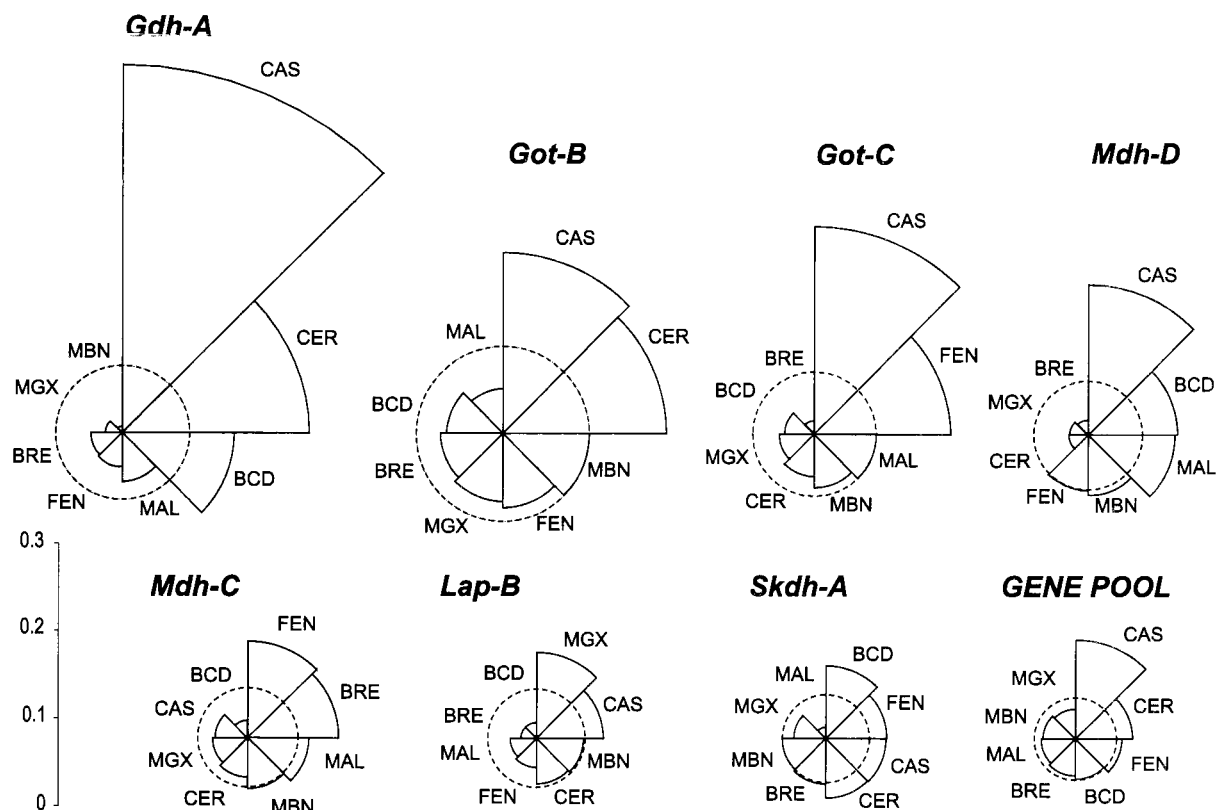 Gdh-A
CAS
CER
BCD
MAL
FEN
BRE
MGX
MBN
Got-B
CAS
CER
MBN
FEN
MGX
BRE
BCD
MAL
Got-C
CAS
FEN
MAL
MBN
CER
MGX
BCD
BRE
Mdh-D
CAS
BCD
MAL
MBN
FEN
CER
MGX
BRE
0.3
0.2
0.1
0
Mdh-C
FEN
BRE
MAL
MBN
CER
MGX
CAS
BCD
Lap-B
MGX
CAS
MBN
CER
FEN
MAL
BRE
BCD
Skdh-A
BCD
FEN
CAS
CER
BRE
MBN
MGX
MAL
GENE POOL
CAS
CER
FEN
BCD
BRE
MAL
MBN
MGX